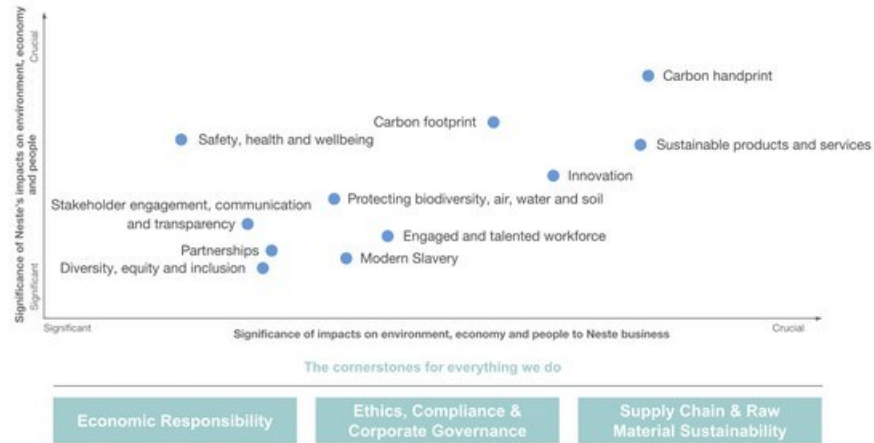 Significance of Neste's impacts on environment, economy
and people
Crucial
Significant
Carbon handprint
Carbon footprint
Safety, health and wellbeing
Sustainable products and services
Innovation
Protecting biodiversity, air, water and soil
Stakeholder engagement, communication
and transparency
Engaged and talented workforce
Partnerships
Modern Slavery
Diversity, equity and inclusion
Significant
Significance of impacts on environment, economy and people to Neste business
Crucial
The cornerstones for everything we do
Economic Responsibility
Ethics, Compliance &
Corporate Governance
Supply Chain & Raw
Material Sustainability